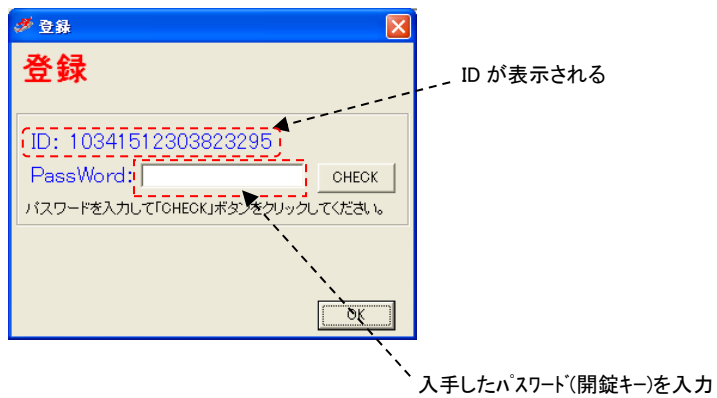 登録
登録
ID が表示される
ID: 10341512303823295
PassWord:
CHECK
パスワードを入力して「CHECK」ボタンをクリックしてください。
OK
入手したﾊﾟｽﾜｰﾄﾞ(開錠キー)を入力